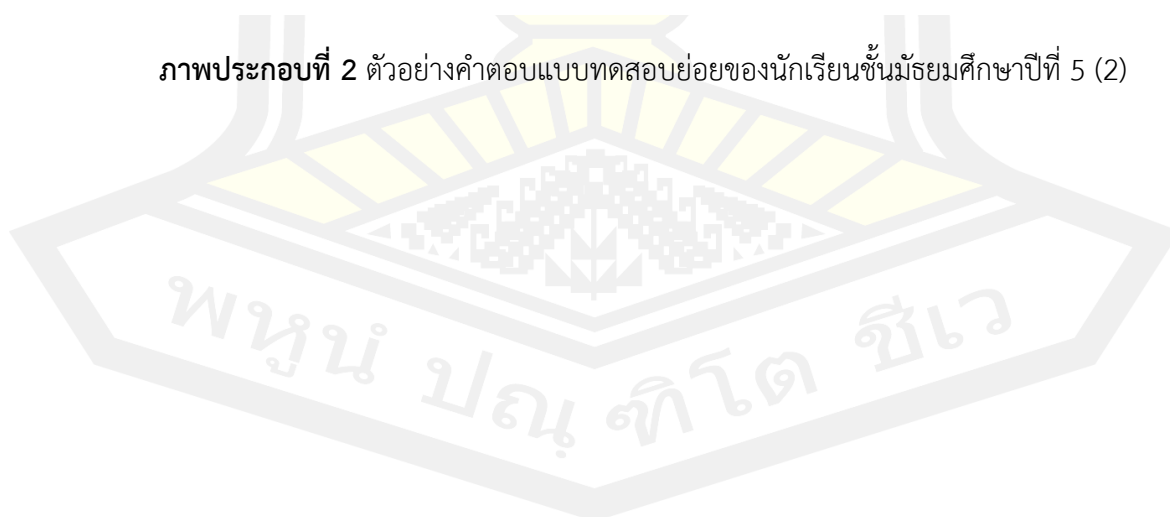 ภาพประกอบที่ 2 ตัวอย่างคำตอบแบบทดสอบย่อยของนักเรียนชั้นมัธยมศึกษาปีที่ 5 (2)
พหูนํ ปณฺฑิโต ชีเว